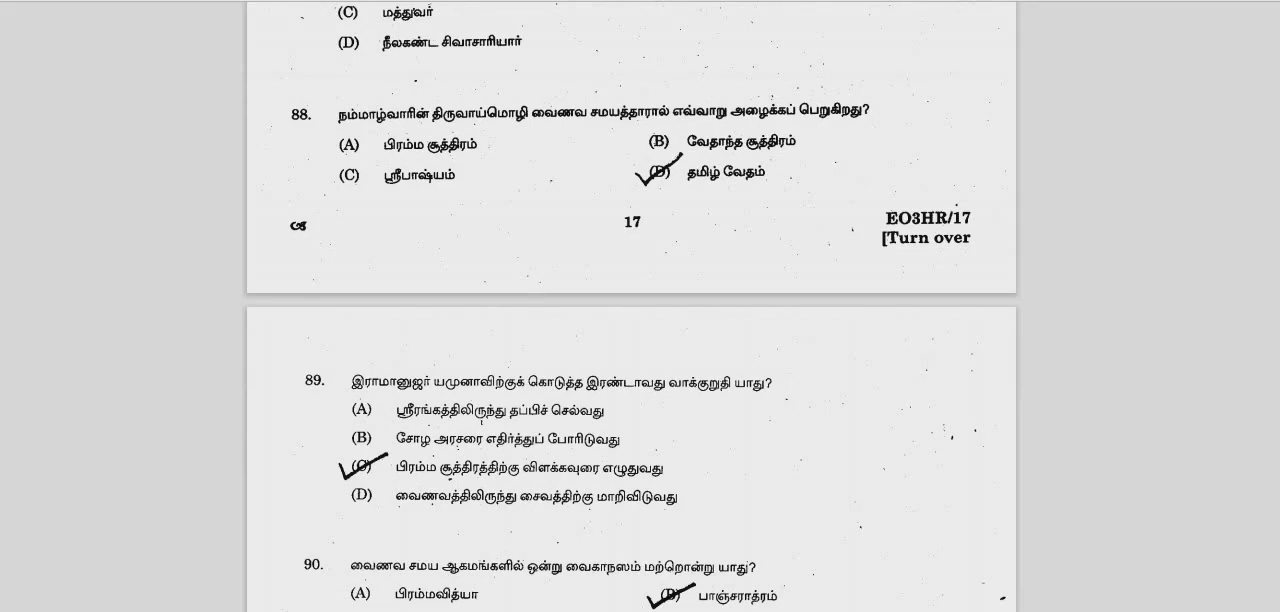 (C) மத்துவர்
(D) நீலகண்ட சிவாசாரியார்
88. நம்மாழ்வாரின் திருவாய்மொழி வைணவ சமயத்தாரால் எவ்வாறு அழைக்கப் பெறுகிறது?
(A) பிரம்ம சூத்திரம் (B) வேதாந்த சூத்திரம்
(C) ஸ்ரீபாஷ்யம் (D) தமிழ் வேதம்
17 EO3HR/17
[Turn over
89. இராமானுஜர் யமுனாவிற்குக் கொடுத்த இரண்டாவது வாக்குறுதி யாது?
(A) ஸ்ரீரங்கத்திலிருந்து தப்பிச் செல்வது
(B) சோழ அரசரை எதிர்த்துப் போரிடுவது
(C) பிரம்ம சூத்திரத்திற்கு விளக்கவுரை எழுதுவது
(D) வைணவத்திலிருந்து சைவத்திற்கு மாறிவிடுவது
90. வைணவ சமய ஆகமங்களில் ஒன்று வைகாநஸம் மற்றொன்று யாது?
(A) பிரம்மவித்யா (B) பாஞ்சராத்ரம்